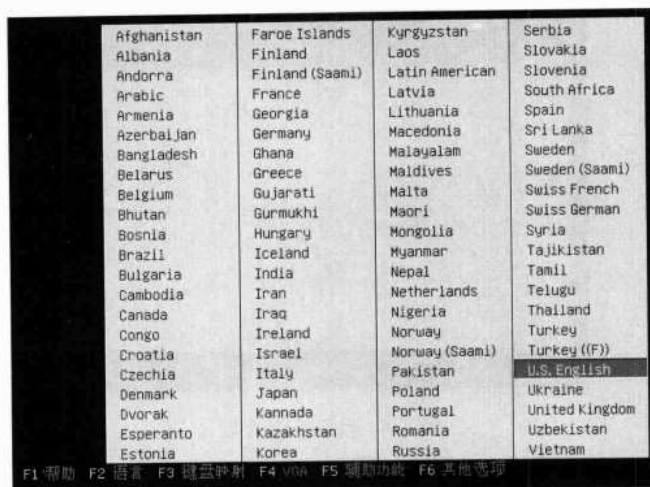 Afghanistan
Albania
Andorra
Arabic
Armenia
Azerbaijan
Bangladesh
Belarus
Belgium
Bhutan
Bosnia
Brazil
Bulgaria
Cambodia
Canada
Congo
Croatia
Czechia
Denmark
Dvorak
Esperanto
Estonia
Faroe Islands
Finland
Finland (Saami)
France
Georgia
Germany
Ghana
Greece
Gujarati
Gurmukhi
Hungary
Iceland
India
Iran
Iraq
Ireland
Israel
Italy
Japan
Kannada
Kazakhstan
Korea
Kyrgyzstan
Laos
Latin American
Latvia
Lithuania
Macedonia
Malayalam
Maldives
Malta
Maori
Mongolia
Myanmar
Nepal
Netherlands
Nigeria
Norway
Norway (Saami)
Pakistan
Poland
Portugal
Romania
Russia
Serbia
Slovakia
Slovenia
South Africa
Spain
Sri Lanka
Sweden
Sweden (Saami)
Swiss French
Swiss German
Syria
Tajikistan
Tamil
Telugu
Thailand
Turkey
Turkey ((F))
U.S. English
Ukraine
United Kingdom
Uzbekistan
Vietnam
F1 帮助 F2 语言 F3 键盘映射 F4 VGA F5 辅助功能 F6 其他选项